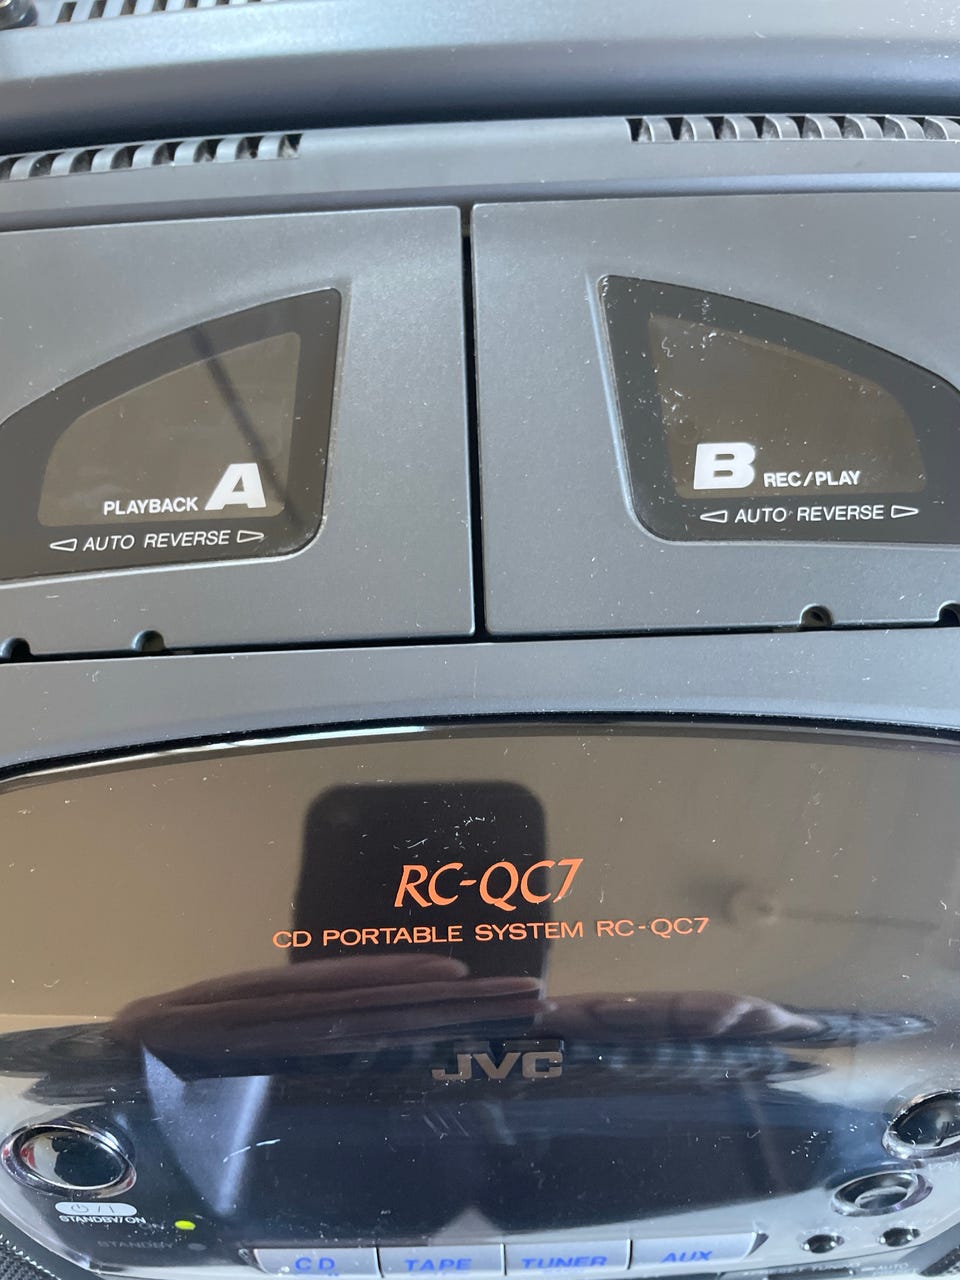 PLAYBACK A
◁ AUTO REVERSE ▷
B REC/PLAY
◁ AUTO REVERSE ▷
RC-QC7
CD PORTABLE SYSTEM RC-QC7
JVC
⏻/I
STANDBY/ON
STANDBY
CD
TAPE
TUNER
AUX